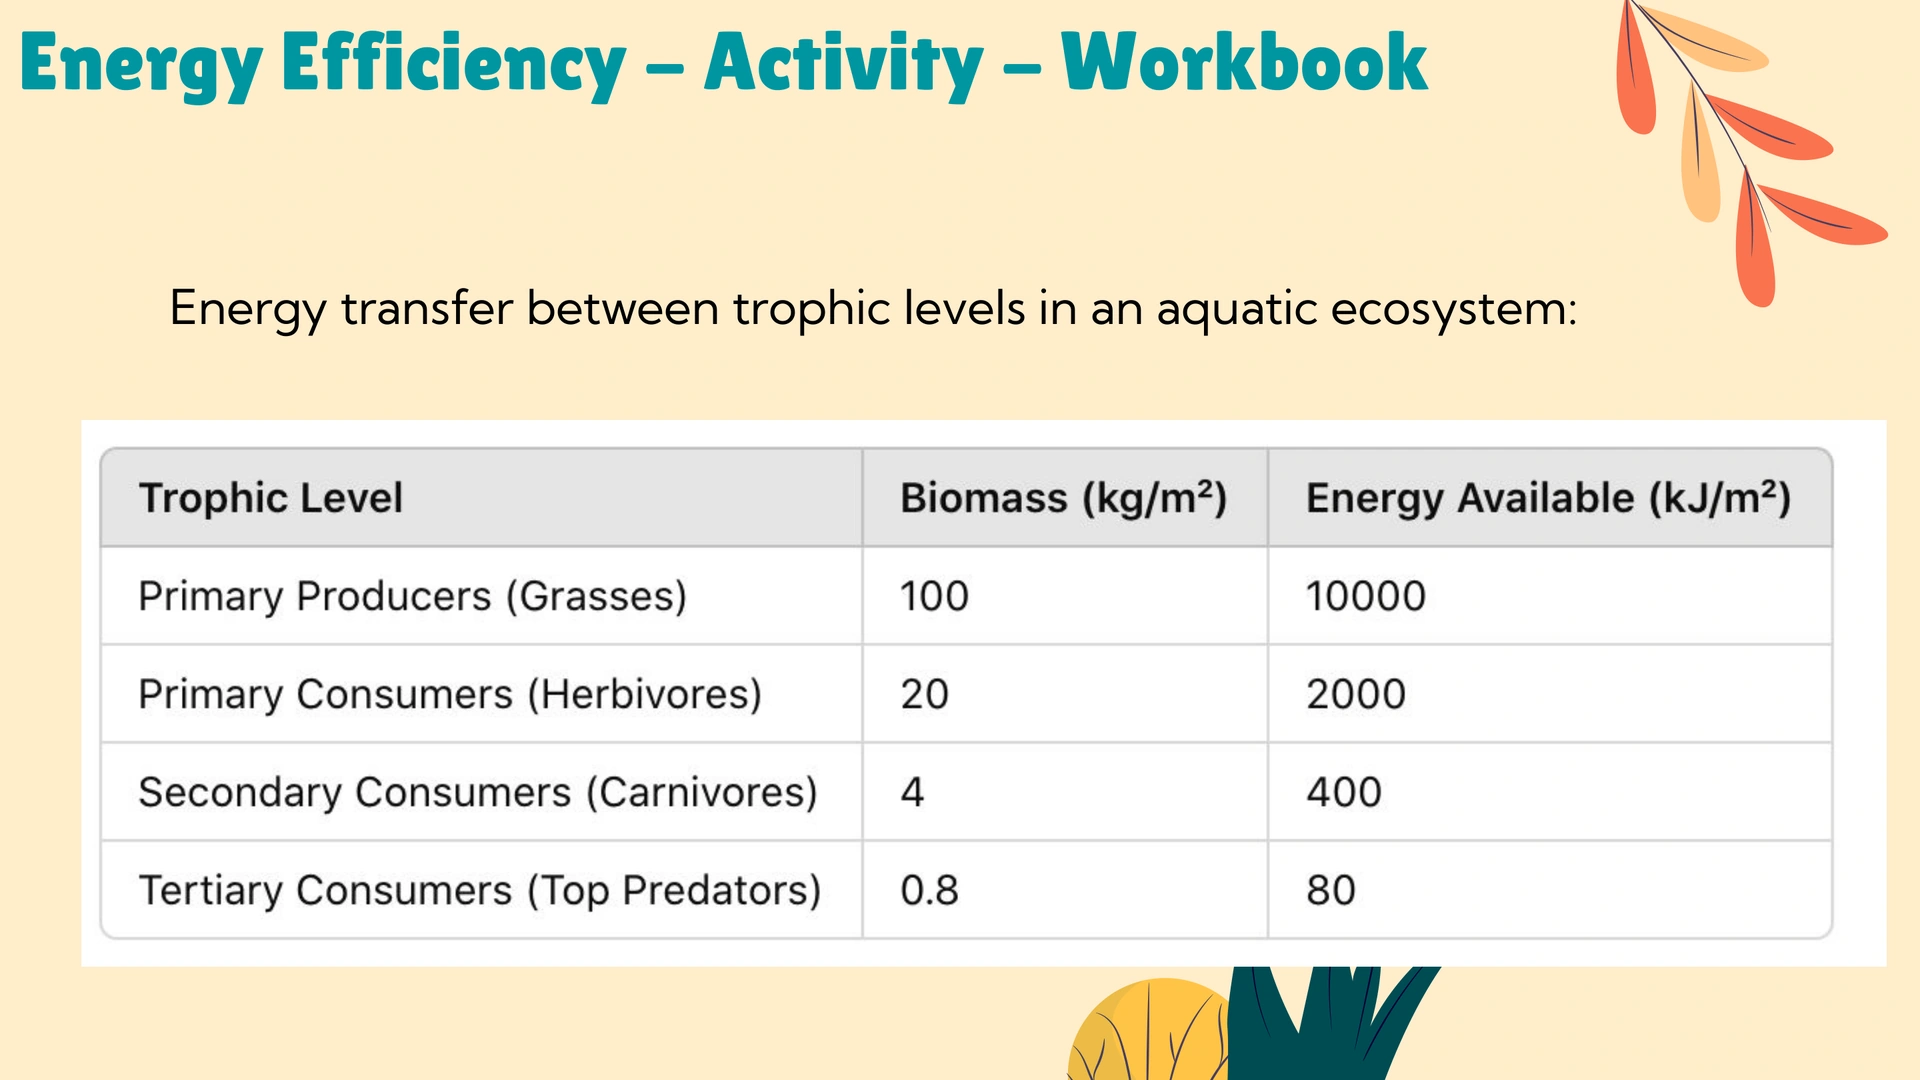 Energy Efficiency – Activity – Workbook
Energy transfer between trophic levels in an aquatic ecosystem:
Trophic Level Biomass (kg/m²) Energy Available (kJ/m²)
Primary Producers (Grasses) 100 10000
Primary Consumers (Herbivores) 20 2000
Secondary Consumers (Carnivores) 4 400
Tertiary Consumers (Top Predators) 0.8 80